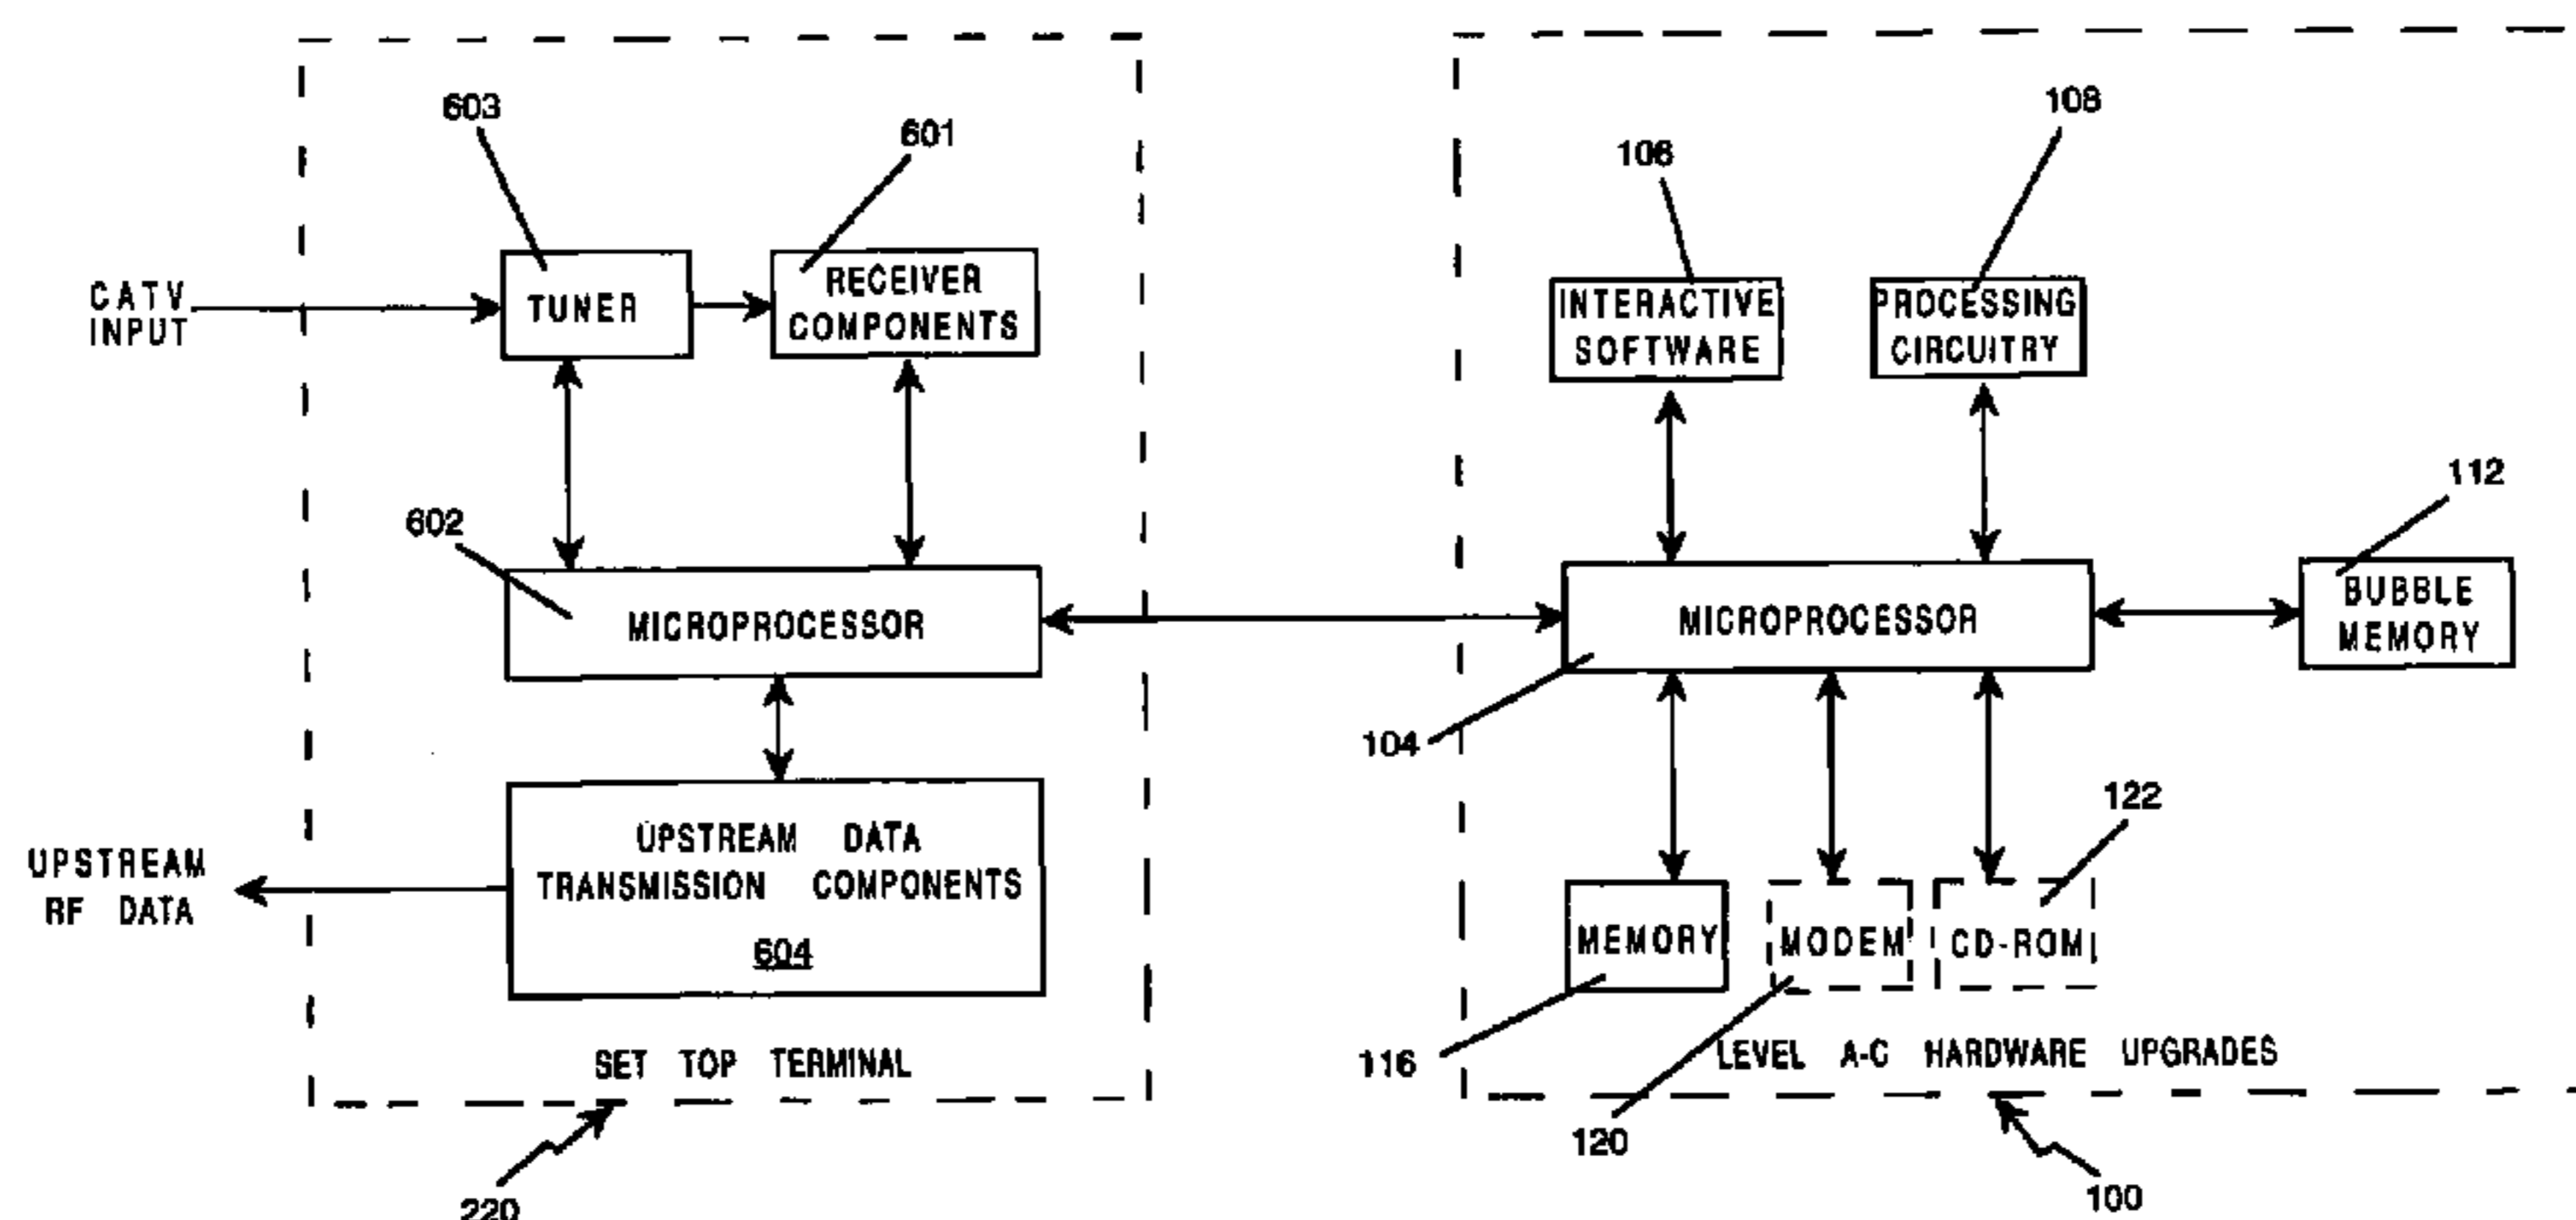 603
601
108
106
CATV
INPUT
TUNER
RECEIVER
COMPONENTS
INTERACTIVE
SOFTWARE
PROCESSING
CIRCUITRY
112
602
MICROPROCESSOR
MICROPROCESSOR
BUBBLE
MEMORY
104
122
UPSTREAM
RF DATA
UPSTREAM DATA
TRANSMISSION COMPONENTS
604
MEMORY
MODEM
CD-ROM
SET TOP TERMINAL
116
LEVEL A-C HARDWARE UPGRADES
120
220
100